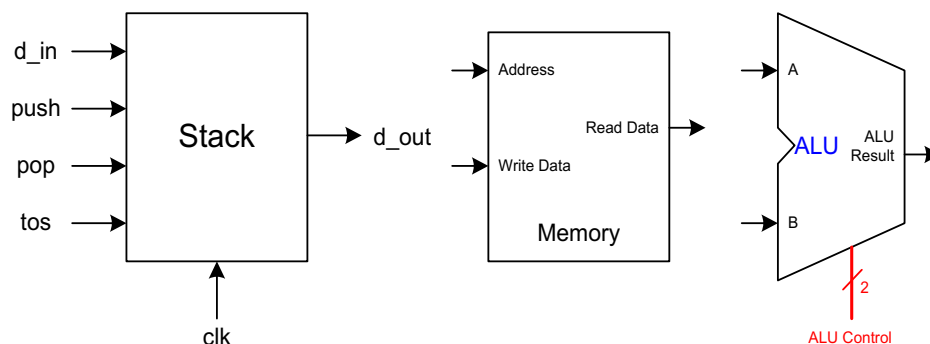 d_in
push
pop
tos
Stack
d_out
clk
Address
Read Data
Write Data
Memory
A
ALU
ALU
Result
B
2
ALU Control